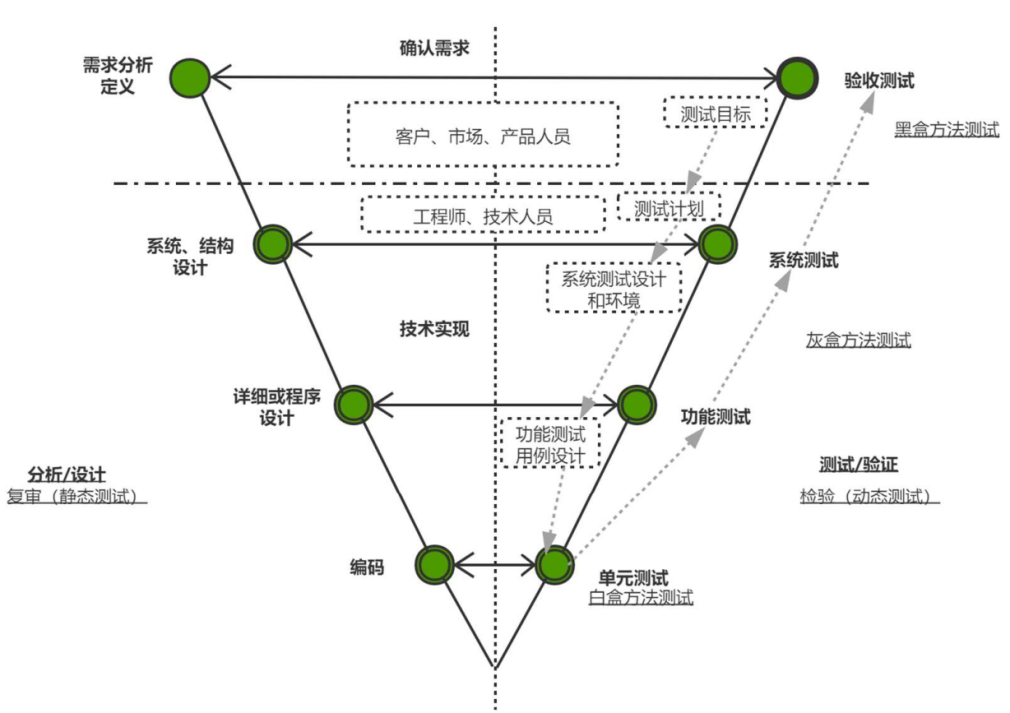 确认需求
需求分析
定义
验收测试
测试目标
客户、市场、产品人员
黑盒方法测试
工程师、技术人员
测试计划
系统、结构
设计
系统测试
系统测试设计
和环境
技术实现
灰盒方法测试
详细或程序
设计
功能测试
功能测试
用例设计
分析/设计
复审（静态测试）
测试/验证
检验（动态测试）
编码
单元测试
白盒方法测试